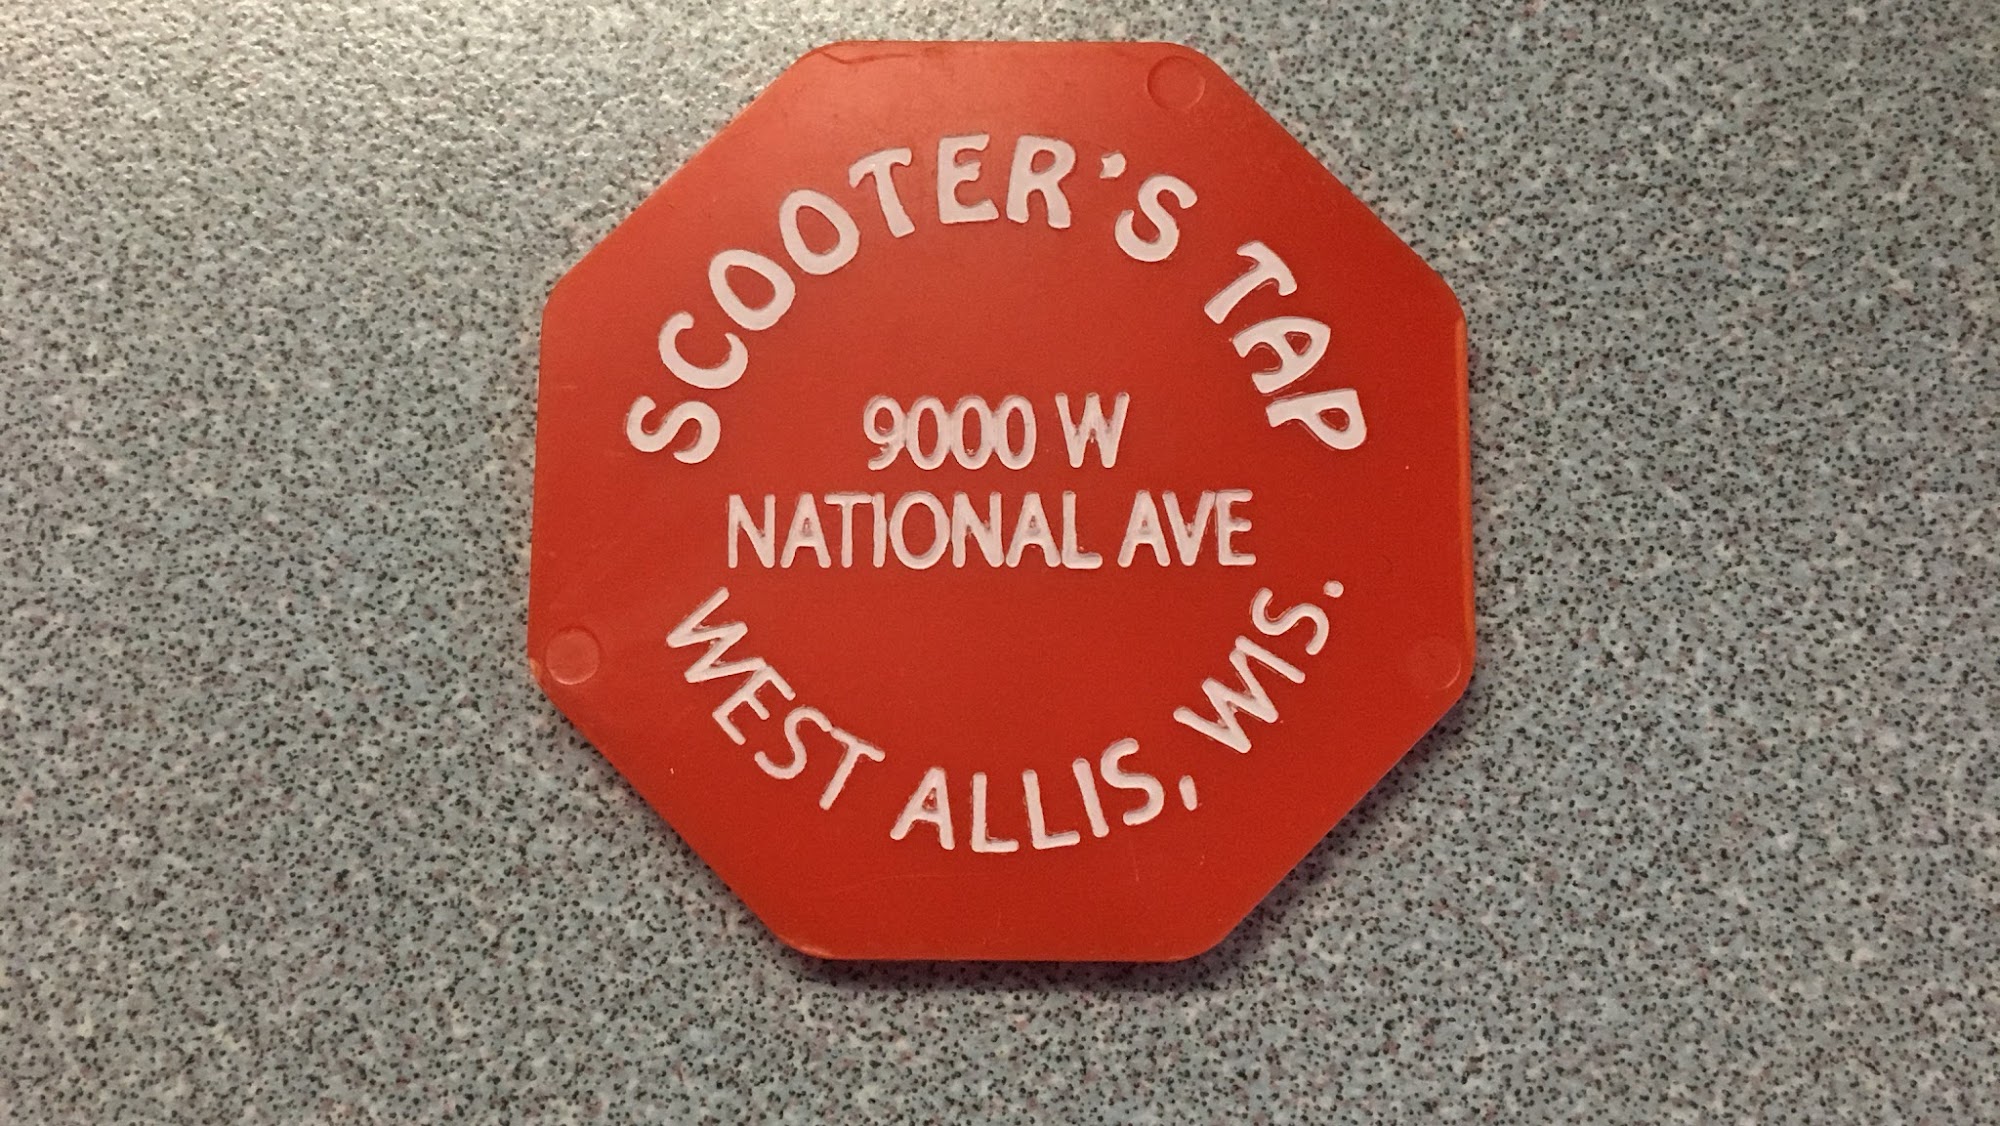 SCOOTER'S TAP
9000 W
NATIONAL AVE
WEST ALLIS, WIS.